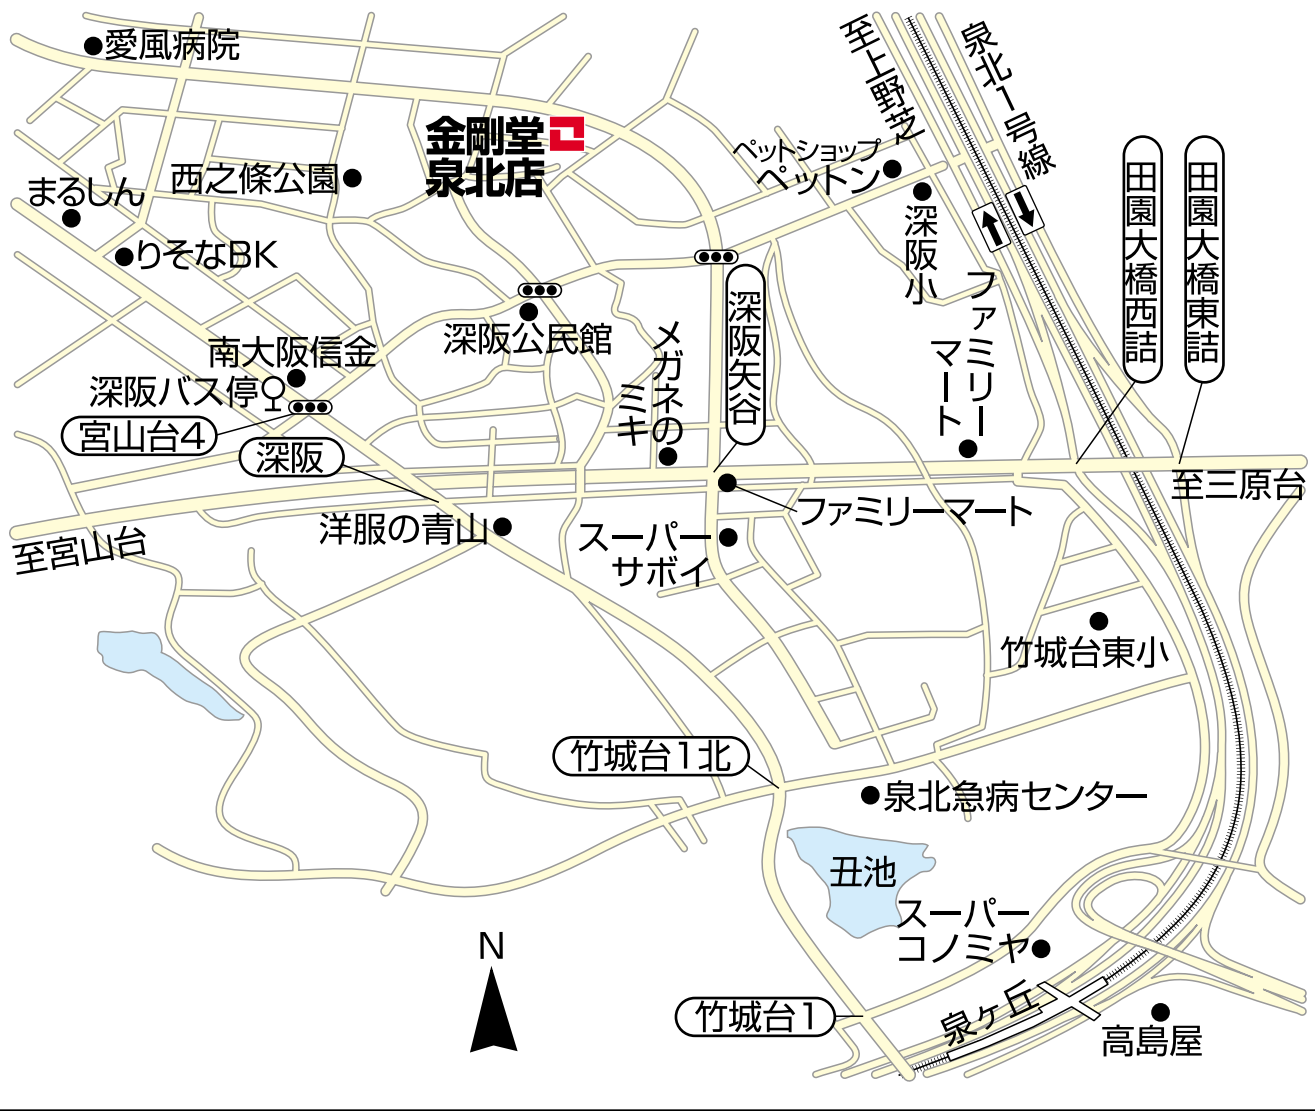 愛風病院
至上野芝
泉北1号線
金剛堂
泉北店
ペットショップ
ペットン
西之條公園
まるしん
りそなBK
深阪小
田園大橋西詰
田園大橋東詰
深阪公民館
深阪矢谷
ファミリー
マート
メガネの
ミキ
南大阪信金
深阪バス停
宮山台4
深阪
至三原台
ファミリーマート
洋服の青山
スーパー
サボイ
至宮山台
竹城台東小
竹城台1北
泉北急病センター
丑池
スーパー
コノミヤ
N
竹城台1
泉ヶ丘
高島屋